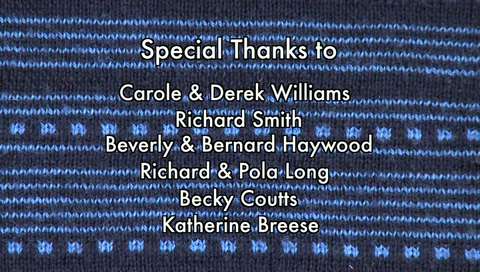 Special Thanks to
Carole & Derek Williams
Richard Smith
Beverly & Bernard Haywood
Richard & Pola Long
Becky Coutts
Katherine Breese